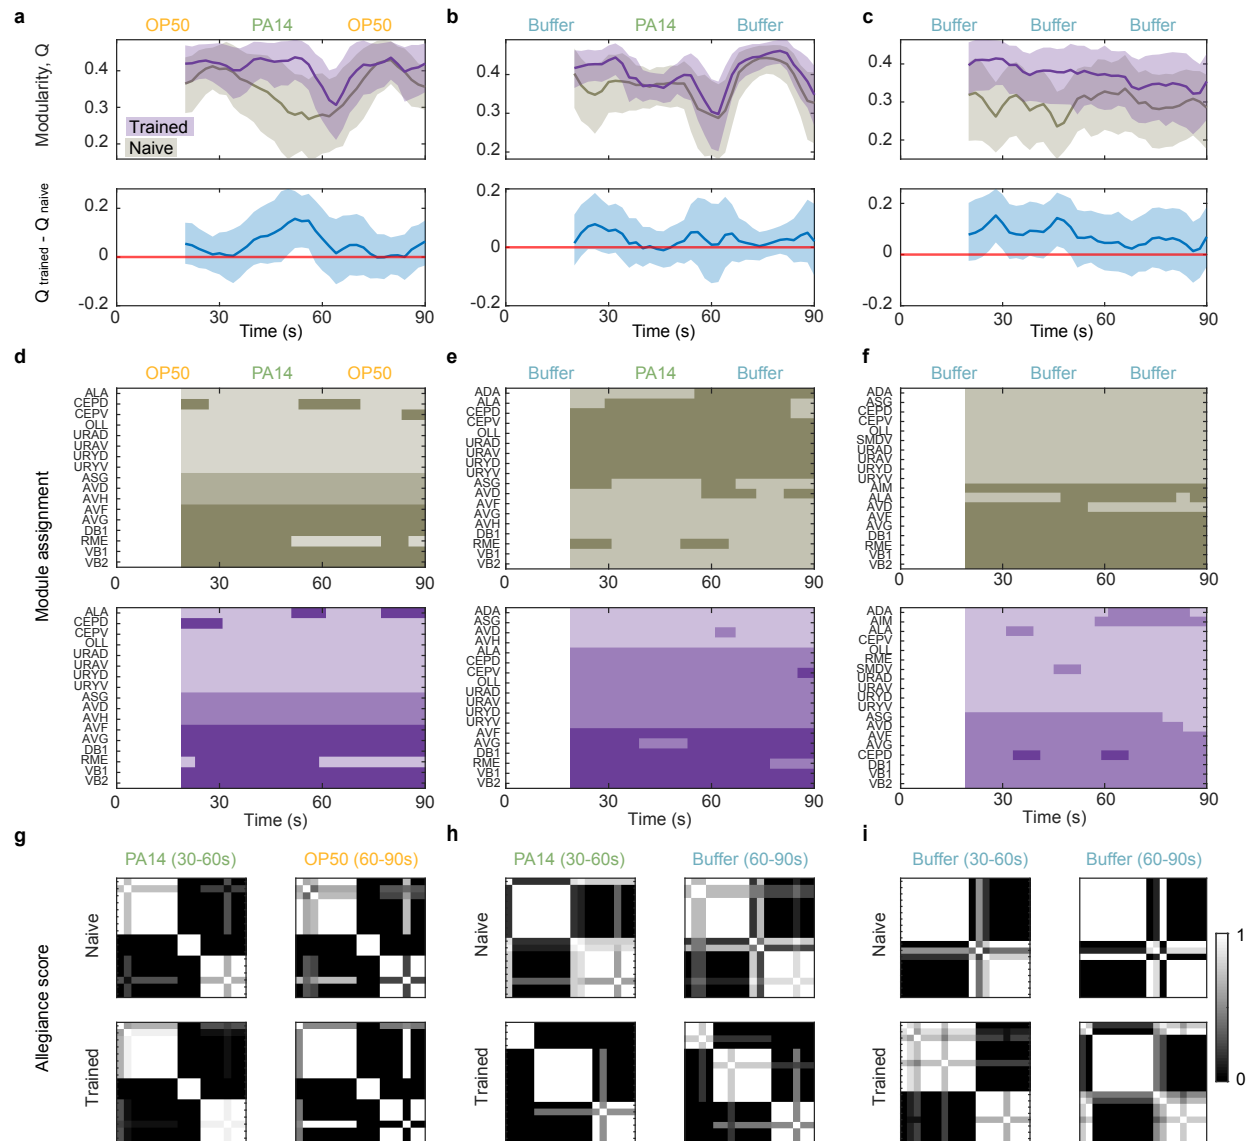 a
OP50 PA14 OP50
Modularity, Q
0.4
0.3
0.2
Trained
Naive
Q trained - Q naive
0.2
0
-0.2
0 30 60 90
Time (s)
b
Buffer PA14 Buffer
0.4
0.3
0.2
0.2
0
-0.2
0 30 60 90
Time (s)
c
Buffer Buffer Buffer
0.4
0.3
0.2
0.2
0
-0.2
0 30 60 90
Time (s)
d
OP50 PA14 OP50
Module assignment
ALA
CEPD
CEPV
OLL
URAD
URAV
URYD
URYV
ASG
AVD
AVH
AVF
AVG
DB1
RME
VB1
VB2
0 30 60 90
ALA
CEPD
CEPV
OLL
URAD
URAV
URYD
URYV
ASG
AVD
AVH
AVF
AVG
DB1
RME
VB1
VB2
0 30 60 90
Time (s)
e
Buffer PA14 Buffer
ADA
ALA
CEPD
CEPV
OLL
URAD
URAV
URYD
URYV
ASG
AVD
AVF
AVG
AVH
DB1
RME
VB1
VB2
0 30 60 90
ADA
ASG
AVD
AVH
ALA
CEPD
CEPV
OLL
URAD
URAV
URYD
URYV
AVF
AVG
DB1
RME
VB1
VB2
0 30 60 90
Time (s)
f
Buffer Buffer Buffer
ADA
ASG
CEPD
CEPV
OLL
SMDV
URAD
URAV
URYD
URYV
AIM
ALA
AVD
AVF
AVG
DB1
RME
VB1
VB2
0 30 60 90
ADA
AIM
ALA
CEPV
OLL
RME
SMDV
URAD
URAV
URYD
URYV
ASG
AVD
AVF
AVG
CEPD
DB1
VB1
VB2
0 30 60 90
Time (s)
g
PA14 (30-60s) OP50 (60-90s)
Allegiance score
Naive
Trained
h
PA14 (30-60s) Buffer (60-90s)
Naive
Trained
i
Buffer (30-60s) Buffer (60-90s)
Naive
Trained
1
0